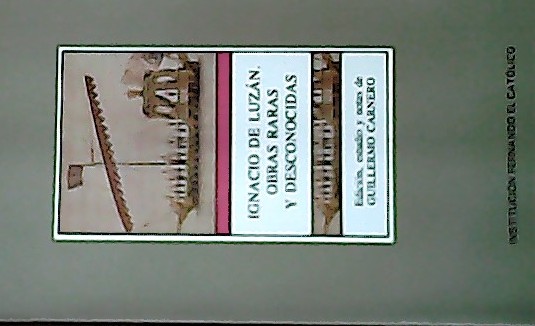 IGNACIO DE LUZÁN.
OBRAS RARAS
Y DESCONOCIDAS
Edición, estudio y notas de
GUILLERMO CARNERO
INSTITUCIÓN FERNANDO EL CATÓLICO